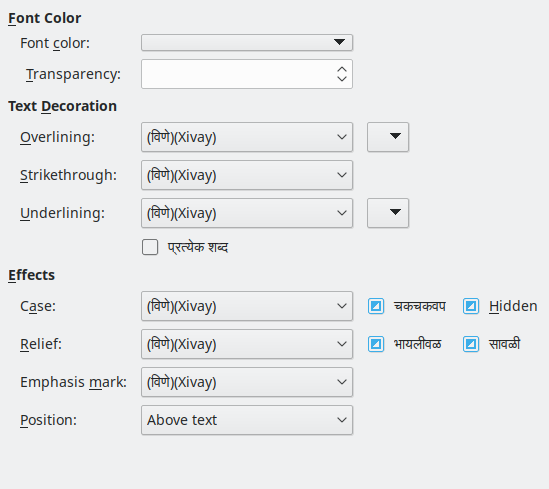 Font Color
Font color:
Transparency:
Text Decoration
Overlining: (विणे)(Xivay)
Strikethrough: (विणे)(Xivay)
Underlining: (विणे)(Xivay)
प्रत्येक शब्द
Effects
Case: (विणे)(Xivay) चकचकवप Hidden
Relief: (विणे)(Xivay) भायलीवळ सावळी
Emphasis mark: (विणे)(Xivay)
Position: Above text